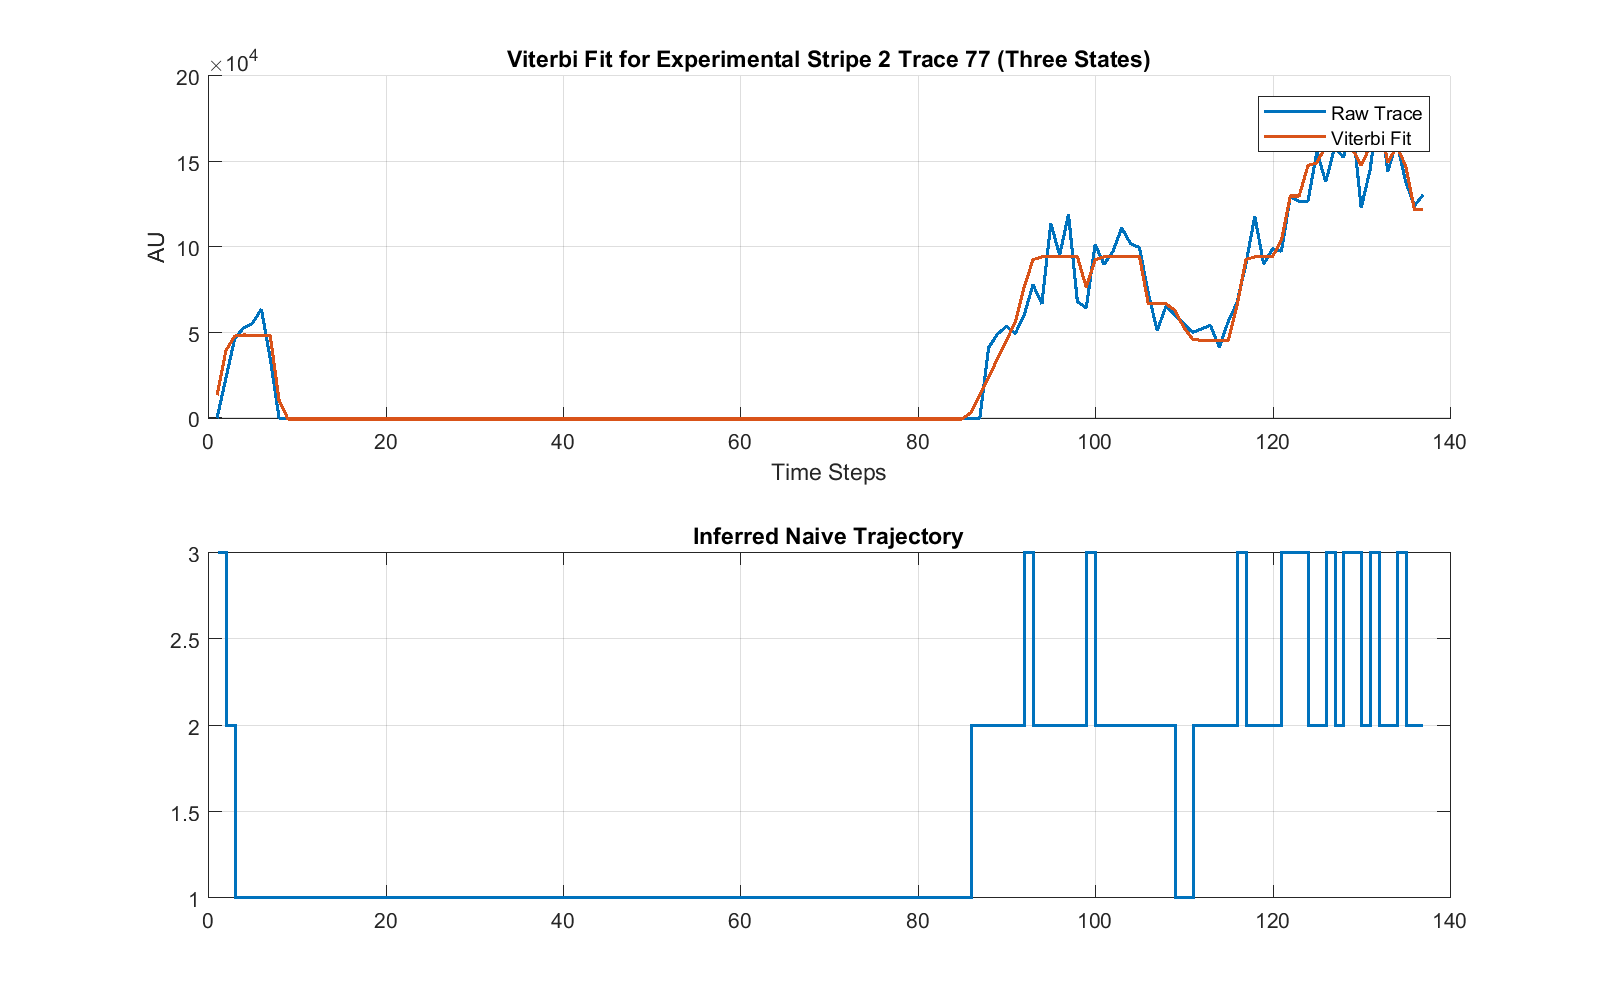 Viterbi Fit for Experimental Stripe 2 Trace 77 (Three States)
×10⁴
20
15
10
5
0
AU
Raw Trace
Viterbi Fit
0 20 40 60 80 100 120 140
Time Steps
Inferred Naive Trajectory
3
2.5
2
1.5
1
0 20 40 60 80 100 120 140